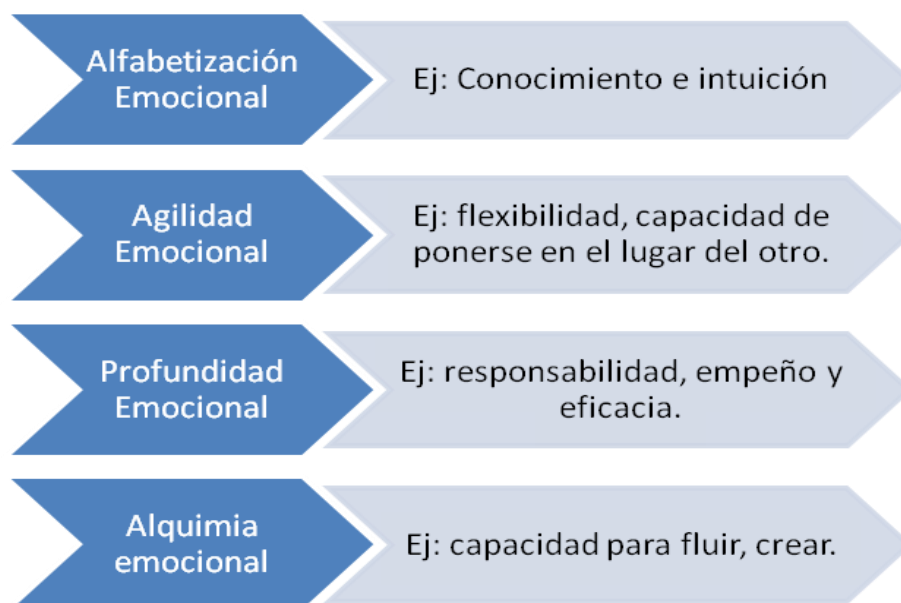 Alfabetización
Emocional
Ej: Conocimiento e intuición
Agilidad
Emocional
Ej: flexibilidad, capacidad de
ponerse en el lugar del otro.
Profundidad
Emocional
Ej: responsabilidad, empeño y
eficacia.
Alquimia
emocional
Ej: capacidad para fluir, crear.